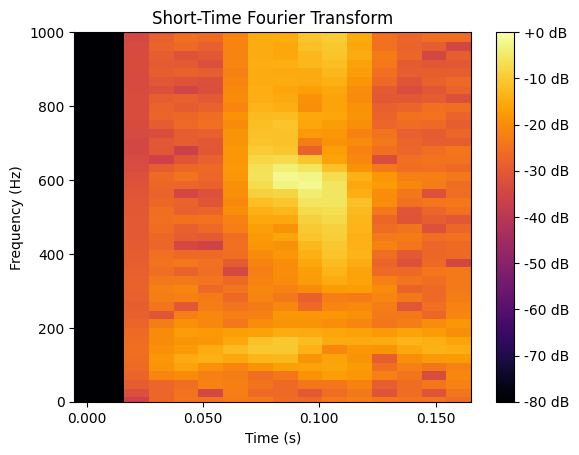 Short-Time Fourier Transform
1000
800
600
400
200
0
Frequency (Hz)
0.000
0.050
0.100
0.150
Time (s)
+0 dB
-10 dB
-20 dB
-30 dB
-40 dB
-50 dB
-60 dB
-70 dB
-80 dB